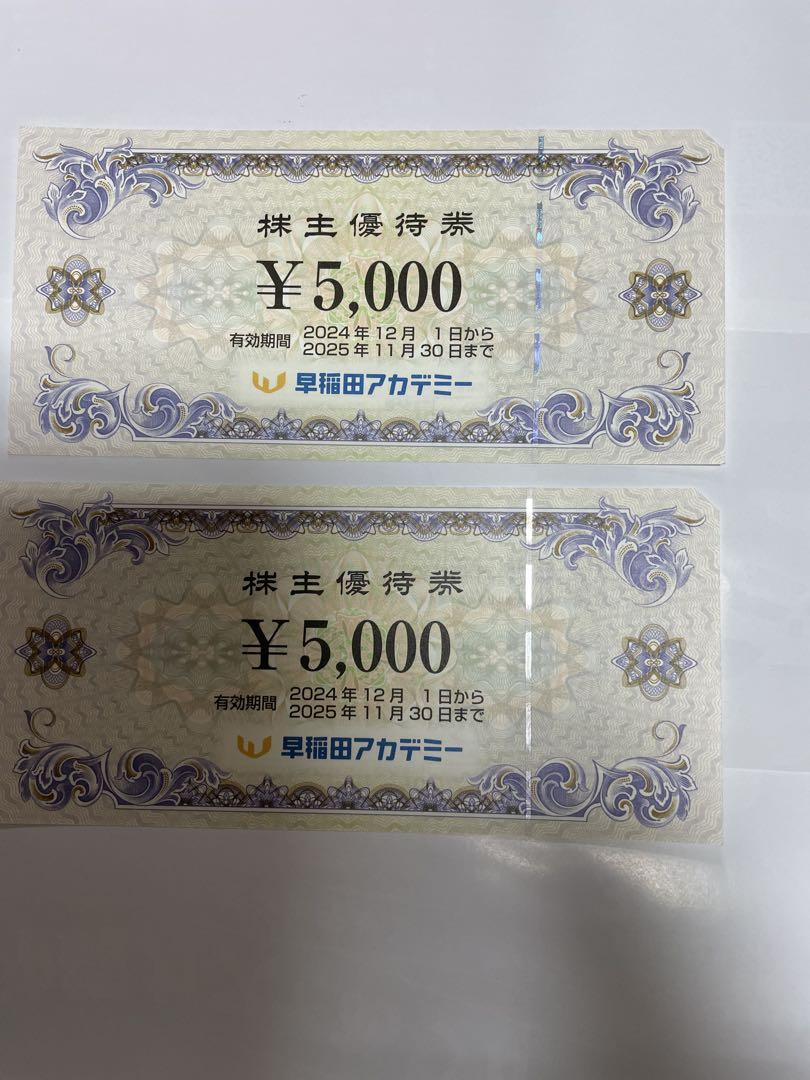 株主優待券
¥5,000
有効期間 2024年12月 1日から
2025年11月30日まで
早稲田アカデミー
株主優待券
¥5,000
有効期間 2024年12月 1日から
2025年11月30日まで
早稲田アカデミー